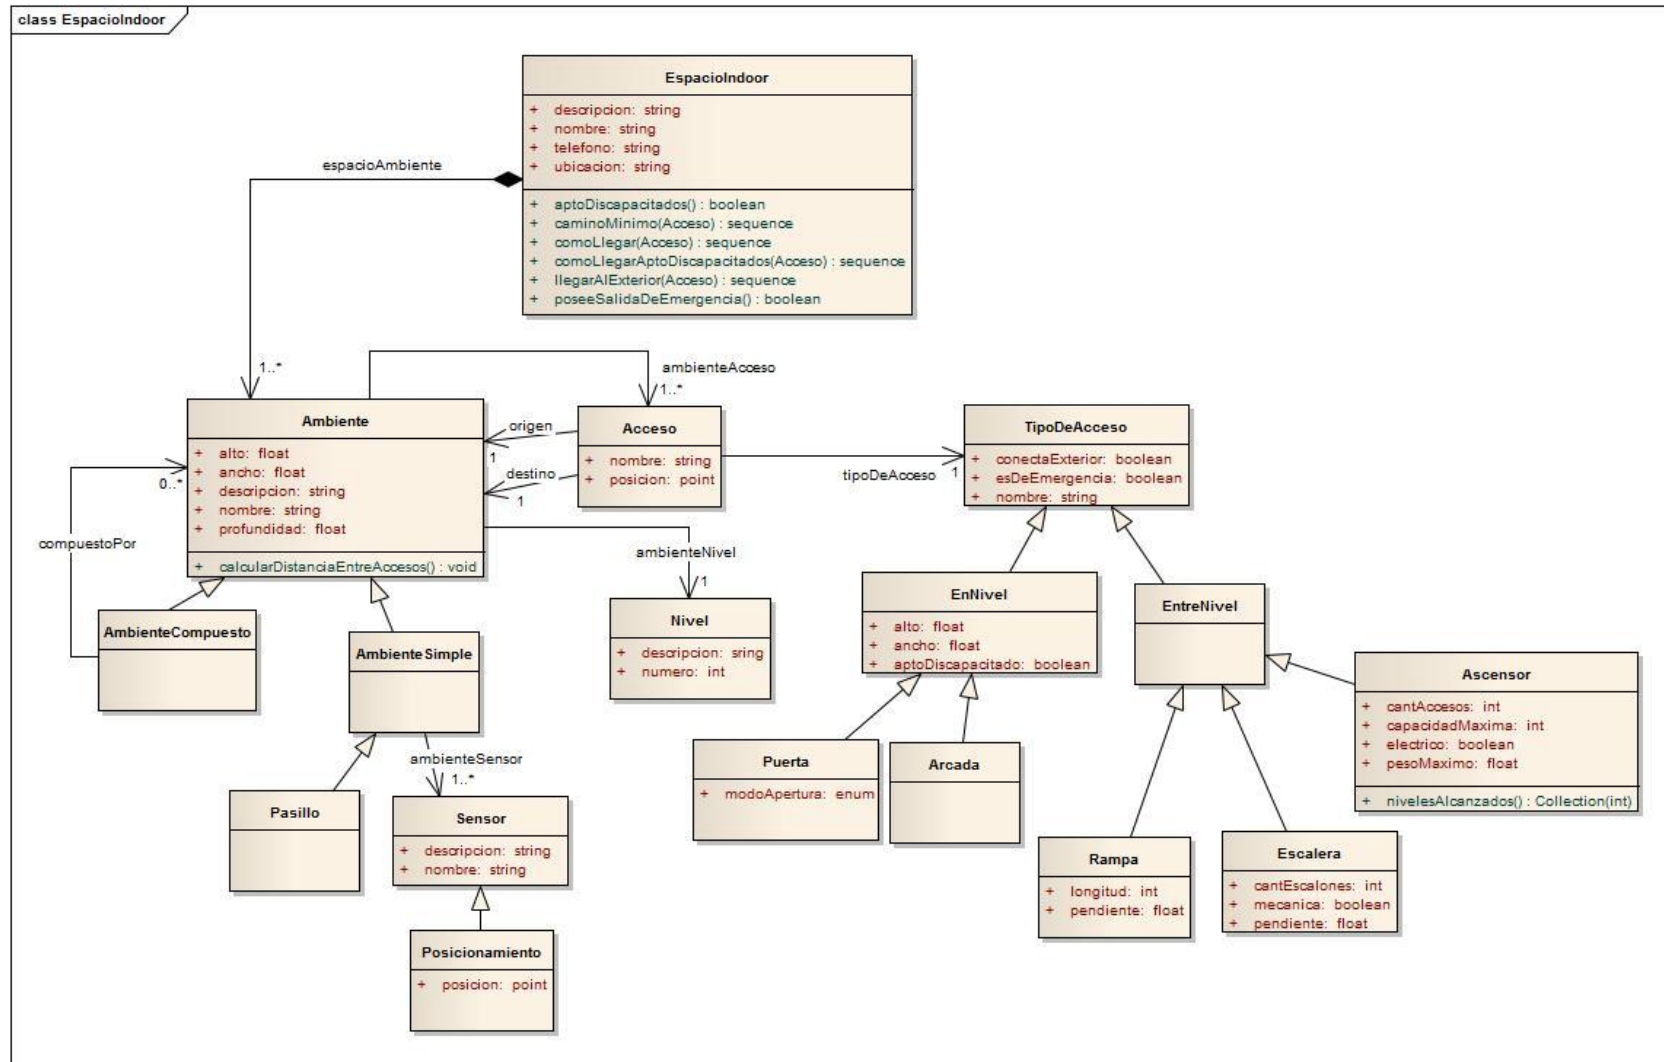 class EspacioIndoor
EspacioIndoor
+ descripcion: string
+ nombre: string
+ telefono: string
+ ubicacion: string
+ aptoDiscapacitados() : boolean
+ caminoMinimo(Acceso) : sequence
+ comoLlegar(Acceso) : sequence
+ comoLlegarAptoDiscapacitados(Acceso) : sequence
+ llegarAlExterior(Acceso) : sequence
+ poseeSalidaDeEmergencia() : boolean
espacioAmbiente
1..*
ambienteAcceso
1..*
Ambiente
+ alto: float
+ ancho: float
+ descripcion: string
+ nombre: string
+ profundidad: float
+ calcularDistanciaEntreAccesos() : void
origen
1
destino
1
Acceso
+ nombre: string
+ posicion: point
tipoDeAcceso
1
TipoDeAcceso
+ conectaExterior: boolean
+ esDeEmergencia: boolean
+ nombre: string
0..*
compuestoPor
ambienteNivel
1
Nivel
+ descripcion: sring
+ numero: int
EnNivel
+ alto: float
+ ancho: float
+ aptoDiscapacitado: boolean
EntreNivel
AmbienteCompuesto
AmbienteSimple
Ascensor
+ cantAccesos: int
+ capacidadMaxima: int
+ electrico: boolean
+ pesoMaximo: float
+ nivelesAlcanzados() : Collection(int)
ambienteSensor
1..*
Puerta
+ modoApertura: enum
Arcada
Pasillo
Sensor
+ descripcion: string
+ nombre: string
Rampa
+ longitud: int
+ pendiente: float
Escalera
+ cantEscalones: int
+ mecanica: boolean
+ pendiente: float
Posicionamiento
+ posicion: point